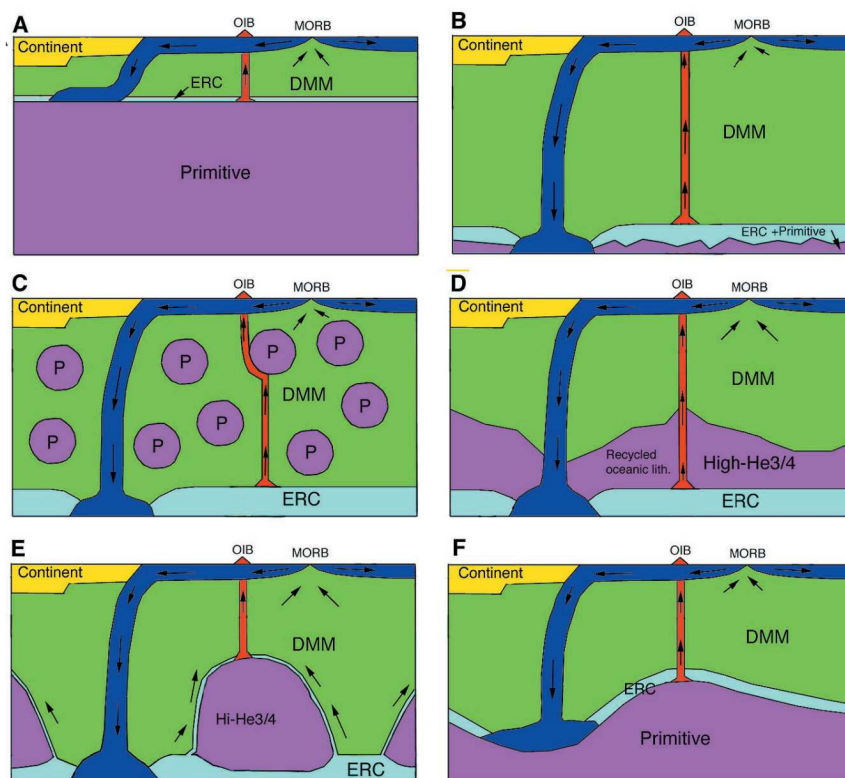 A
OIB
MORB
Continent
ERC
DMM
Primitive
B
OIB
MORB
Continent
DMM
ERC +Primitive
C
OIB
MORB
Continent
P
P
P
P
DMM
P
P
P
P
ERC
D
OIB
MORB
Continent
DMM
Recycled
oceanic lith.
High-He3/4
ERC
E
OIB
MORB
Continent
DMM
Hi-He3/4
ERC
F
OIB
MORB
Continent
DMM
ERC
Primitive